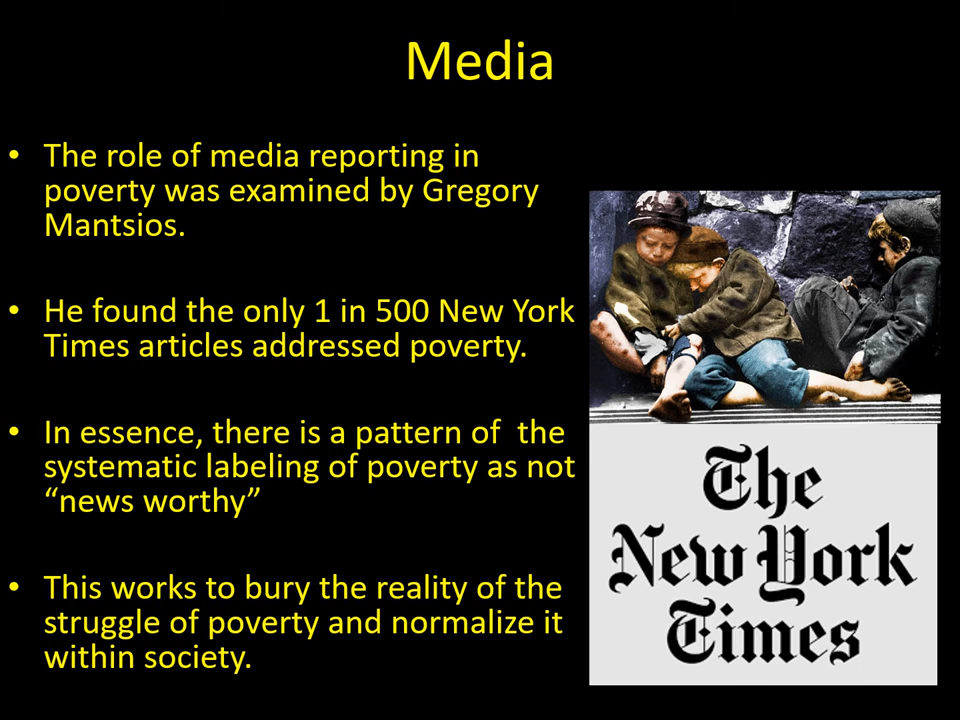 Media
• The role of media reporting in
poverty was examined by Gregory
Mantsios.
• He found the only 1 in 500 New York
Times articles addressed poverty.
• In essence, there is a pattern of  the
systematic labeling of poverty as not
“news worthy”
• This works to bury the reality of the
struggle of poverty and normalize it
within society.
The
New York
Times